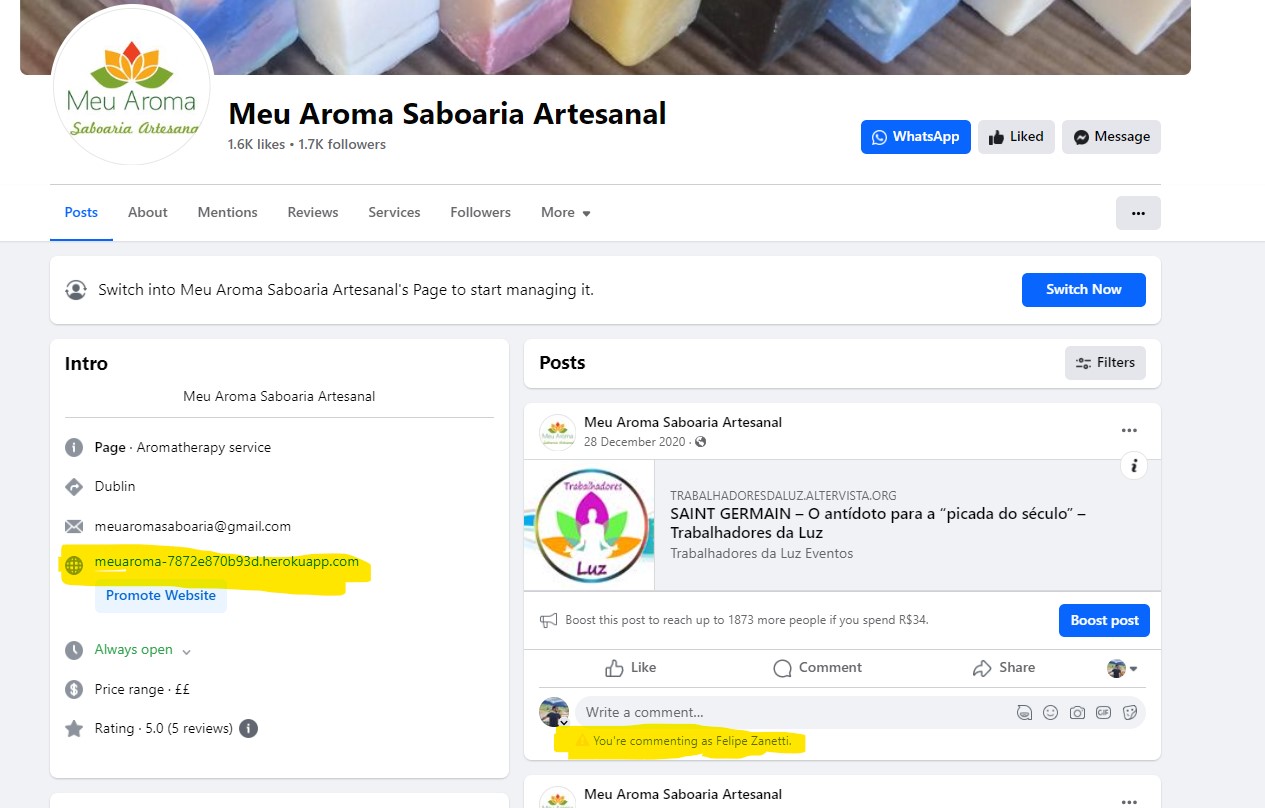 Meu Aroma
Saboaria Artesana
Meu Aroma Saboaria Artesanal
1.6K likes • 1.7K followers
WhatsApp
Liked
Message
Posts
About
Mentions
Reviews
Services
Followers
More
Switch into Meu Aroma Saboaria Artesanal's Page to start managing it.
Switch Now
Intro
Meu Aroma Saboaria Artesanal
Page · Aromatherapy service
Dublin
meuaromasaboaria@gmail.com
meuaroma-7872e870b93d.herokuapp.com
Promote Website
Always open
Price range · ££
Rating · 5.0 (5 reviews)
Posts
Filters
Meu Aroma
Meu Aroma Saboaria Artesanal
28 December 2020 ·
Trabalhadores
Luz
TRABALHADORESDALUZ.ALTERVISTA.ORG
SAINT GERMAIN – O antídoto para a “picada do século” –
Trabalhadores da Luz
Trabalhadores da Luz Eventos
Boost this post to reach up to 1873 more people if you spend R$34.
Boost post
Like
Comment
Share
Write a comment...
GIF
You're commenting as Felipe Zanetti.
Meu Aroma Saboaria Artesanal